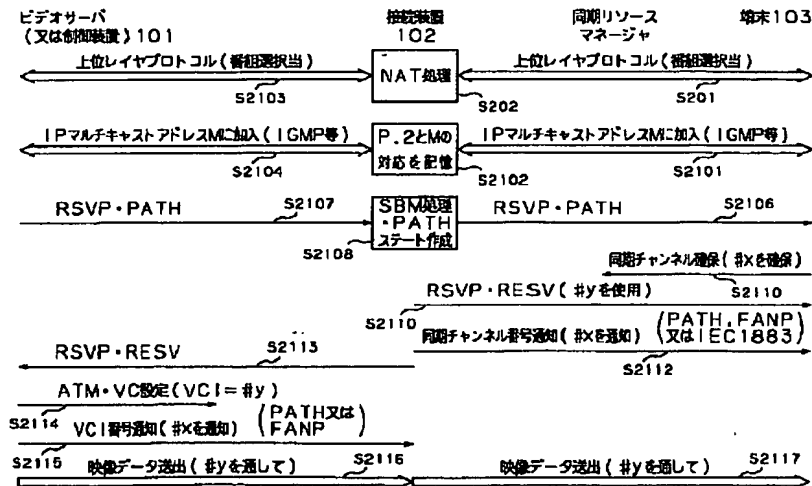 ビデオサーバ
(又は制御装置)101
接続装置
102
同期リソース
マネージャ
端末103
上位レイヤプロトコル(番組選択当)
S2103
NAT処理
S202
上位レイヤプロトコル(番組選択当)
S201
IPマルチキャストアドレスMに加入(IGMP等)
S2104
P.2とMの
対応を記憶
S2102
IPマルチキャストアドレスMに加入(IGMP等)
S2101
RSVP・PATH
S2107
SBM処理
・PATH
ステート作成
S2108
RSVP・PATH
S2106
同期チャンネル確保(#xを確保)
S2110
RSVP・RESV(#yを使用)
S2110
同期チャンネル番号通知(#xを通知)
(PATH,FANP
又はIEC1883)
S2112
RSVP・RESV
S2113
ATM・VC設定(VCI=#y)
S2114
VCI番号通知(#xを通知)
(PATH又は
FANP)
S2115
映像データ送出(#yを通して)
S2116
映像データ送出(#yを通して)
S2117